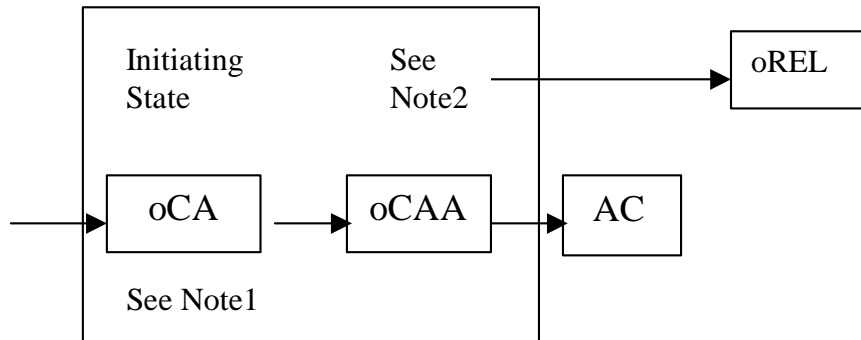 Initiating
State
See
Note2
oREL
oCA
oCAA
AC
See Note1